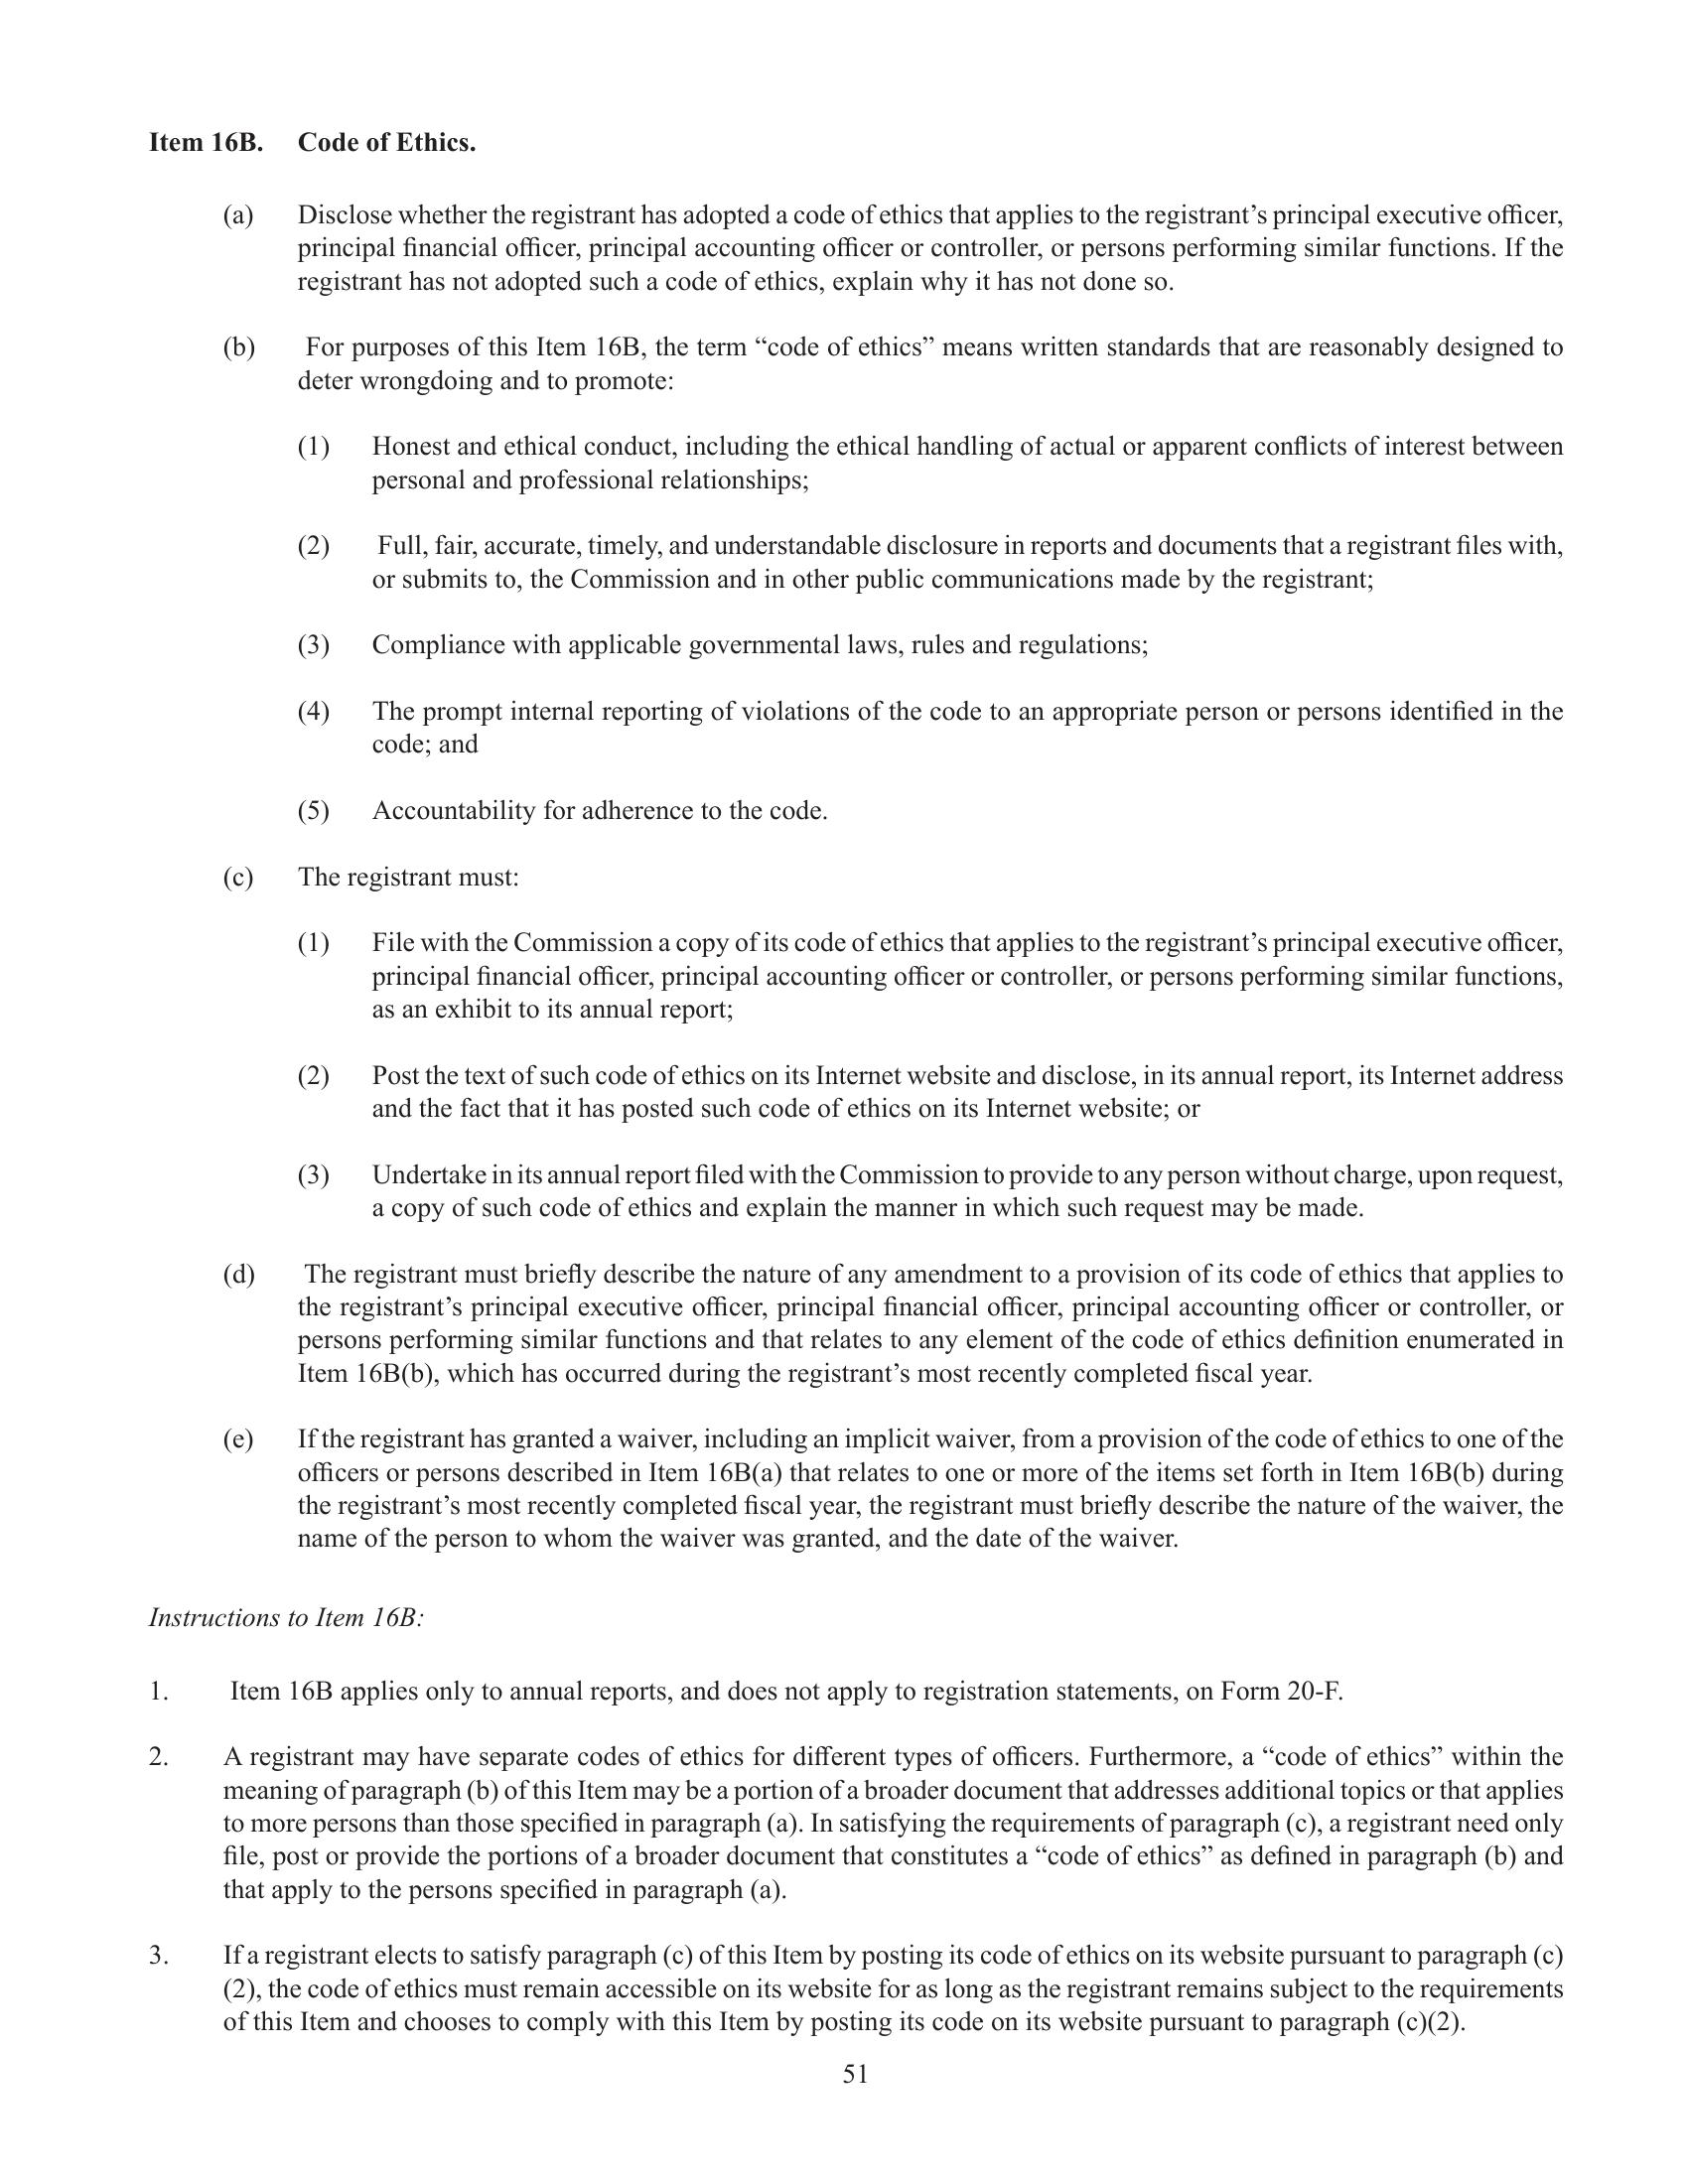 Item 16B. Code of Ethics.
(a) Disclose whether the registrant has adopted a code of ethics that applies to the registrant’s principal executive officer,
principal financial officer, principal accounting officer or controller, or persons performing similar functions. If the
registrant has not adopted such a code of ethics, explain why it has not done so.
(b) For purposes of this Item 16B, the term “code of ethics” means written standards that are reasonably designed to
deter wrongdoing and to promote:
(1) Honest and ethical conduct, including the ethical handling of actual or apparent conflicts of interest between
personal and professional relationships;
(2) Full, fair, accurate, timely, and understandable disclosure in reports and documents that a registrant files with,
or submits to, the Commission and in other public communications made by the registrant;
(3) Compliance with applicable governmental laws, rules and regulations;
(4) The prompt internal reporting of violations of the code to an appropriate person or persons identified in the
code; and
(5) Accountability for adherence to the code.
(c) The registrant must:
(1) File with the Commission a copy of its code of ethics that applies to the registrant’s principal executive officer,
principal financial officer, principal accounting officer or controller, or persons performing similar functions,
as an exhibit to its annual report;
(2) Post the text of such code of ethics on its Internet website and disclose, in its annual report, its Internet address
and the fact that it has posted such code of ethics on its Internet website; or
(3) Undertake in its annual report filed with the Commission to provide to any person without charge, upon request,
a copy of such code of ethics and explain the manner in which such request may be made.
(d) The registrant must briefly describe the nature of any amendment to a provision of its code of ethics that applies to
the registrant’s principal executive officer, principal financial officer, principal accounting officer or controller, or
persons performing similar functions and that relates to any element of the code of ethics definition enumerated in
Item 16B(b), which has occurred during the registrant’s most recently completed fiscal year.
(e) If the registrant has granted a waiver, including an implicit waiver, from a provision of the code of ethics to one of the
officers or persons described in Item 16B(a) that relates to one or more of the items set forth in Item 16B(b) during
the registrant’s most recently completed fiscal year, the registrant must briefly describe the nature of the waiver, the
name of the person to whom the waiver was granted, and the date of the waiver.
Instructions to Item 16B:
1. Item 16B applies only to annual reports, and does not apply to registration statements, on Form 20-F.
2. A registrant may have separate codes of ethics for different types of officers. Furthermore, a “code of ethics” within the
meaning of paragraph (b) of this Item may be a portion of a broader document that addresses additional topics or that applies
to more persons than those specified in paragraph (a). In satisfying the requirements of paragraph (c), a registrant need only
file, post or provide the portions of a broader document that constitutes a “code of ethics” as defined in paragraph (b) and
that apply to the persons specified in paragraph (a).
3. If a registrant elects to satisfy paragraph (c) of this Item by posting its code of ethics on its website pursuant to paragraph (c)
(2), the code of ethics must remain accessible on its website for as long as the registrant remains subject to the requirements
of this Item and chooses to comply with this Item by posting its code on its website pursuant to paragraph (c)(2).
51